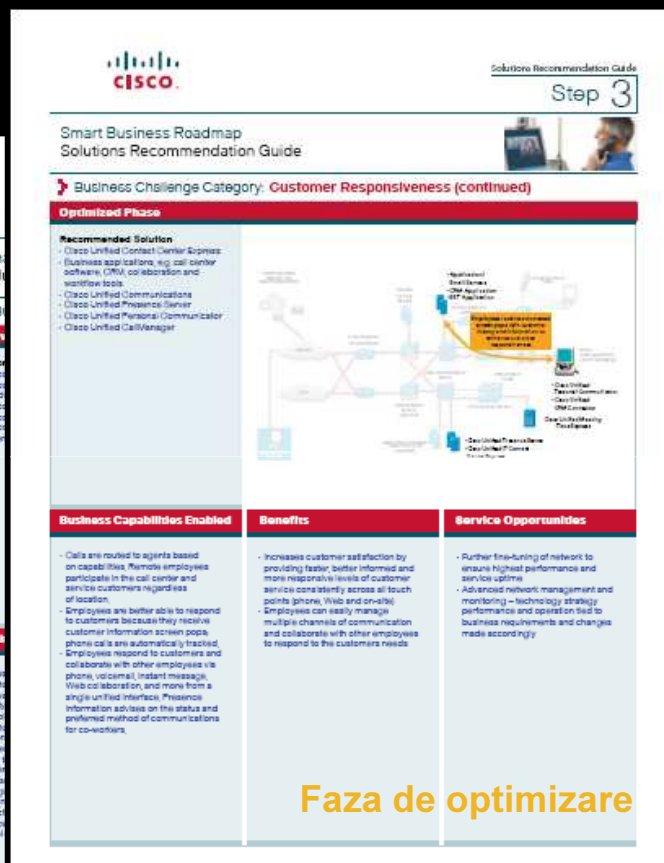 CISCO.
Solutions Recommendation Guide
Step 3
Smart Business Roadmap
Solutions Recommendation Guide
Business Challenge Category: Customer Responsiveness (continued)
Optimized Phase
Recommended Solution
- Cisco Unified Contact Center Express
- Business applications, e.g. call center
software, CRM, collaboration and
workflow tools
- Cisco Unified Communications
- Cisco Unified Presence Server
- Cisco Unified Personal Communicator
- Cisco Unified CallManager
Business Capabilities Enabled
- Calls are routed to agents based
on capabilities, Remote employees
participate in the call center and
service customers regardless
of location.
- Employees are better able to respond
to customers because they receive
customer information screen pops;
phone calls are automatically tracked.
- Employees respond to customers and
collaborate with other employees via
phone, voicemail, instant message,
Web collaboration, and more from a
single unified interface. Presence
information advises on the status and
preferred method of communications
for co-workers.
Benefits
- Increases customer satisfaction by
providing faster, better informed and
more responsive levels of customer
service consistently across all touch
points (phone, Web and on-site)
- Employees can easily manage
multiple channels of communication
and collaborate with other employees
to respond to the customers needs
Service Opportunities
- Further fine-tuning of network to
ensure highest performance and
service uptime
- Advanced network management and
monitoring – technology strategy
performance and operation tied to
business requirements and changes
made accordingly
Faza de optimizare